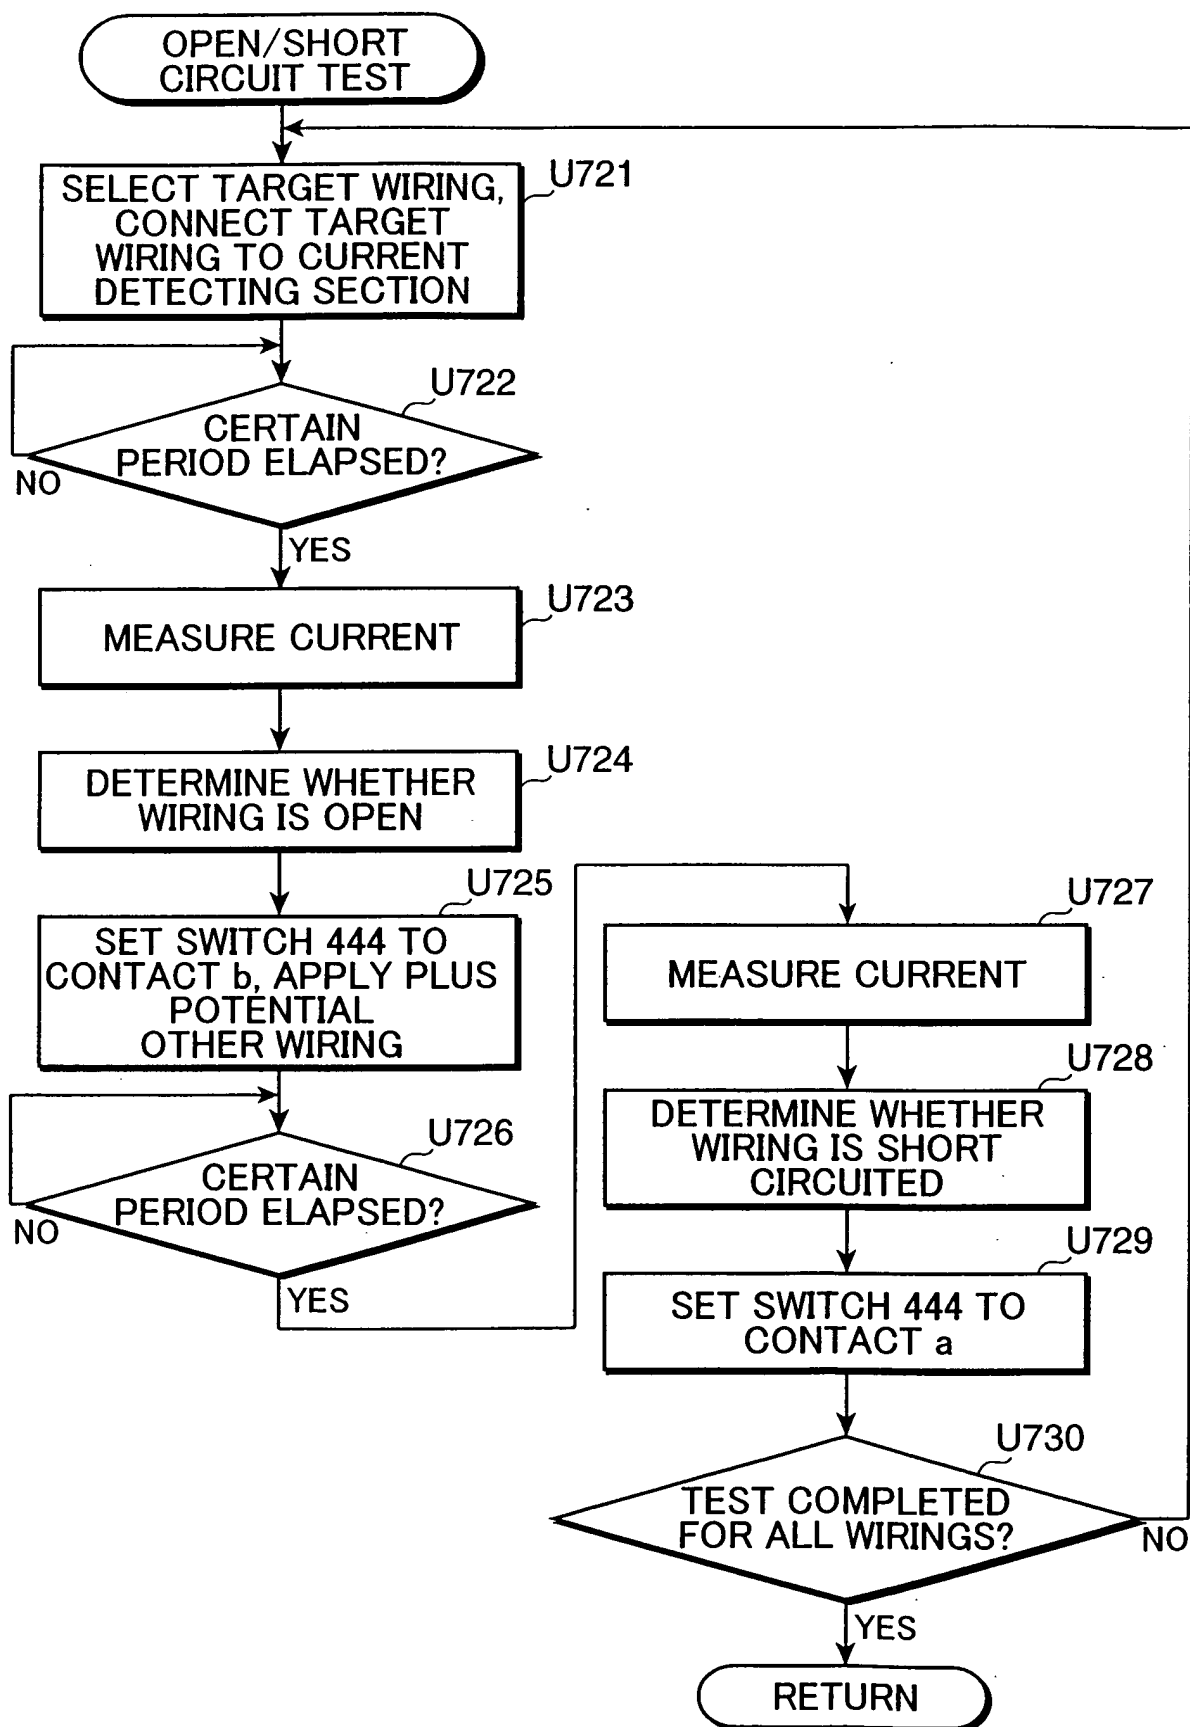 OPEN/SHORT
CIRCUIT TEST
U721
SELECT TARGET WIRING,
CONNECT TARGET
WIRING TO CURRENT
DETECTING SECTION
U722
CERTAIN
PERIOD ELAPSED?
NO
YES
U723
MEASURE CURRENT
U724
DETERMINE WHETHER
WIRING IS OPEN
U725
SET SWITCH 444 TO
CONTACT b, APPLY PLUS
POTENTIAL
OTHER WIRING
U726
CERTAIN
PERIOD ELAPSED?
NO
YES
U727
MEASURE CURRENT
U728
DETERMINE WHETHER
WIRING IS SHORT
CIRCUITED
U729
SET SWITCH 444 TO
CONTACT a
U730
TEST COMPLETED
FOR ALL WIRINGS?
NO
YES
RETURN